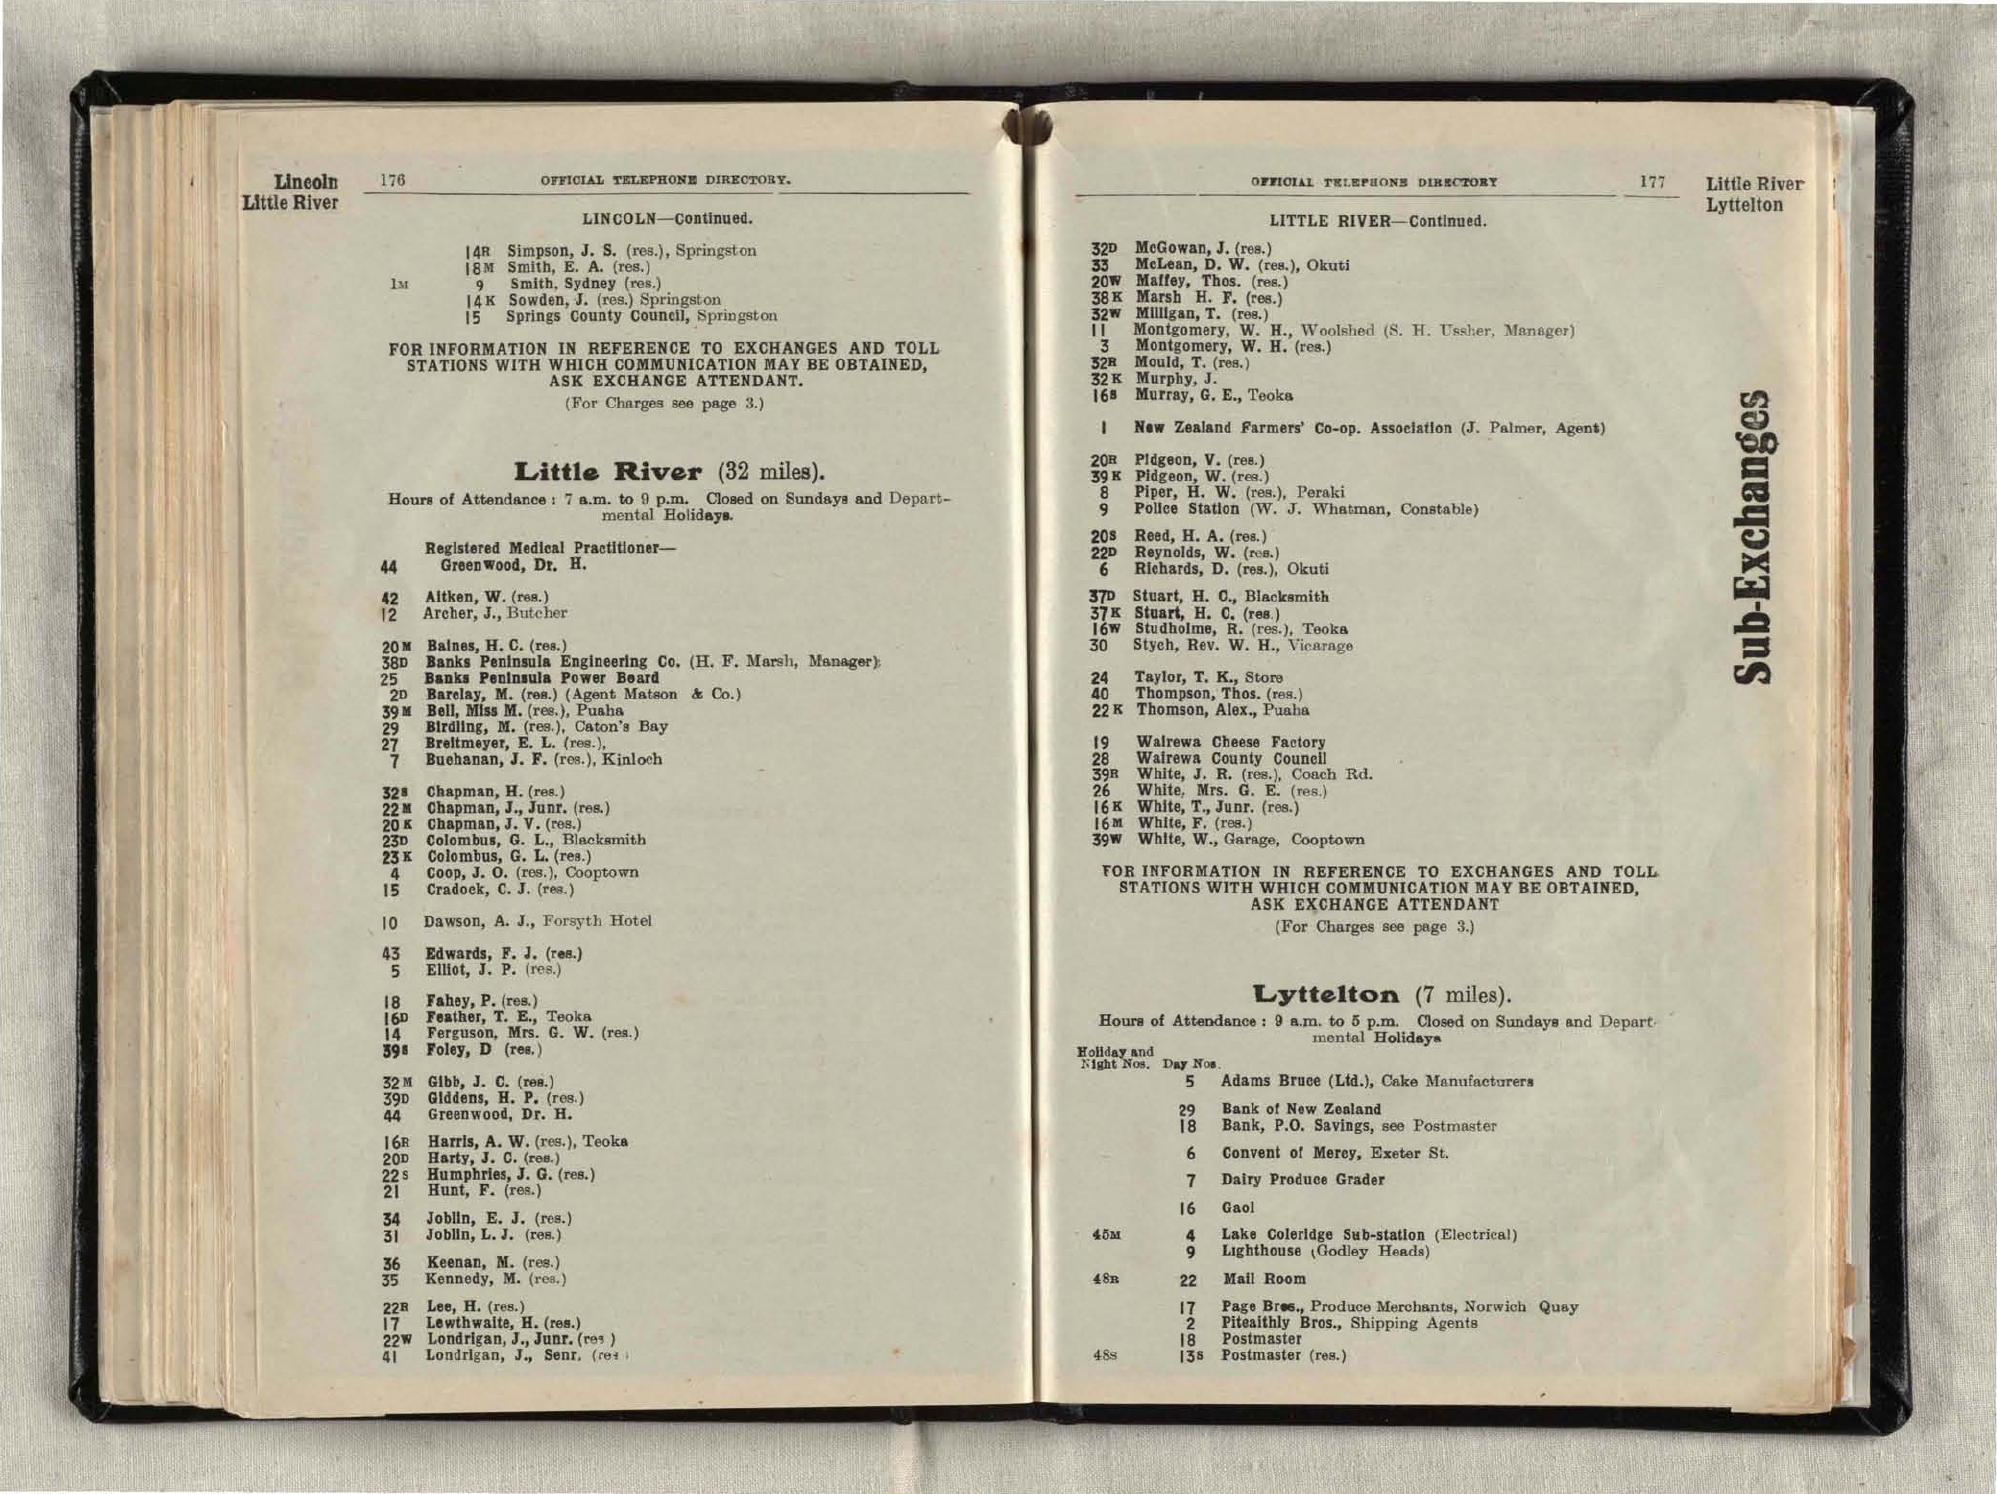 Lincoln
Little River
176 OFFICIAL TELEPHONE DIRECTORY.
LINCOLN—Continued.
14R Simpson, J. S. (res.), Springston
18M Smith, E. A. (res.)
1M 9 Smith, Sydney (res.)
14K Sowden, J. (res.) Springston
15 Springs County Council, Springston
FOR INFORMATION IN REFERENCE TO EXCHANGES AND TOLL
STATIONS WITH WHICH COMMUNICATION MAY BE OBTAINED,
ASK EXCHANGE ATTENDANT.
(For Charges see page 3.)
Little River (32 miles).
Hours of Attendance : 7 a.m. to 9 p.m. Closed on Sundays and Depart-
mental Holidays.
Registered Medical Practitioner—
44 Greenwood, Dr. H.
42 Aitken, W. (res.)
12 Archer, J., Butcher
20M Baines, H. C. (res.)
38D Banks Peninsula Engineering Co. (H. F. Marsh, Manager);
25 Banks Peninsula Power Board
2D Barclay, M. (res.) (Agent Matson & Co.)
39M Bell, Miss M. (res.), Puaha
29 Birdling, M. (res.), Caton's Bay
27 Breitmeyer, E. L. (res.),
7 Buchanan, J. F. (res.), Kinloch
32S Chapman, H. (res.)
22M Chapman, J., Junr. (res.)
20K Chapman, J. V. (res.)
23D Colombus, G. L., Blacksmith
23K Colombus, G. L. (res.)
4 Coop, J. O. (res.), Cooptown
15 Cradock, C. J. (res.)
10 Dawson, A. J., Forsyth Hotel
43 Edwards, F. J. (res.)
5 Elliot, J. P. (res.)
18 Fahey, P. (res.)
16D Feather, T. E., Teoka
14 Ferguson, Mrs. G. W. (res.)
39S Foley, D (res.)
32M Gibb, J. C. (res.)
39D Giddens, H. P. (res.)
44 Greenwood, Dr. H.
16R Harris, A. W. (res.), Teoka
20D Harty, J. C. (res.)
22S Humphries, J. G. (res.)
21 Hunt, F. (res.)
34 Joblin, E. J. (res.)
31 Joblin, L. J. (res.)
36 Keenan, M. (res.)
35 Kennedy, M. (res.)
22R Lee, H. (res.)
17 Lewthwaite, H. (res.)
22W Londrigan, J., Junr. (res )
41 Londrigan, J., Senr. (res
OFFICIAL TELEPHONE DIRECTORY 177
Little River
Lyttelton
LITTLE RIVER—Continued.
32D McGowan, J. (res.)
33 McLean, D. W. (res.), Okuti
20W Maffey, Thos. (res.)
38K Marsh H. F. (res.)
32W Milligan, T. (res.)
11 Montgomery, W. H., Woolshed (S. H. Ussher, Manager)
3 Montgomery, W. H. (res.)
32R Mould, T. (res.)
32K Murphy, J.
16S Murray, G. E., Teoka
1 New Zealand Farmers' Co-op. Association (J. Palmer, Agent)
20R Pidgeon, V. (res.)
39K Pidgeon, W. (res.)
8 Piper, H. W. (res.), Peraki
9 Police Station (W. J. Whatman, Constable)
20S Reed, H. A. (res.)
22D Reynolds, W. (res.)
6 Richards, D. (res.), Okuti
37D Stuart, H. C., Blacksmith
37K Stuart, H. C. (res.)
16W Studholme, R. (res.), Teoka
30 Stych, Rev. W. H., Vicarage
24 Taylor, T. K., Store
40 Thompson, Thos. (res.)
22K Thomson, Alex., Puaha
19 Wairewa Cheese Factory
28 Wairewa County Council
39R White, J. R. (res.), Coach Rd.
26 White, Mrs. G. E. (res.)
16K White, T., Junr. (res.)
16M White, F. (res.)
39W White, W., Garage, Cooptown
FOR INFORMATION IN REFERENCE TO EXCHANGES AND TOLL
STATIONS WITH WHICH COMMUNICATION MAY BE OBTAINED,
ASK EXCHANGE ATTENDANT
(For Charges see page 3.)
Lyttelton (7 miles).
Hours of Attendance : 9 a.m. to 5 p.m. Closed on Sundays and Depart-
mental Holidays
Holiday and
Night Nos. Day Nos.
5 Adams Bruce (Ltd.), Cake Manufacturers
29 Bank of New Zealand
18 Bank, P.O. Savings, see Postmaster
6 Convent of Mercy, Exeter St.
7 Dairy Produce Grader
16 Gaol
45M 4 Lake Coleridge Sub-station (Electrical)
9 Lighthouse (Godley Heads)
48R 22 Mail Room
17 Page Bros., Produce Merchants, Norwich Quay
2 Piteaithly Bros., Shipping Agents
18 Postmaster
48S 13S Postmaster (res.)
Sub-Exchanges